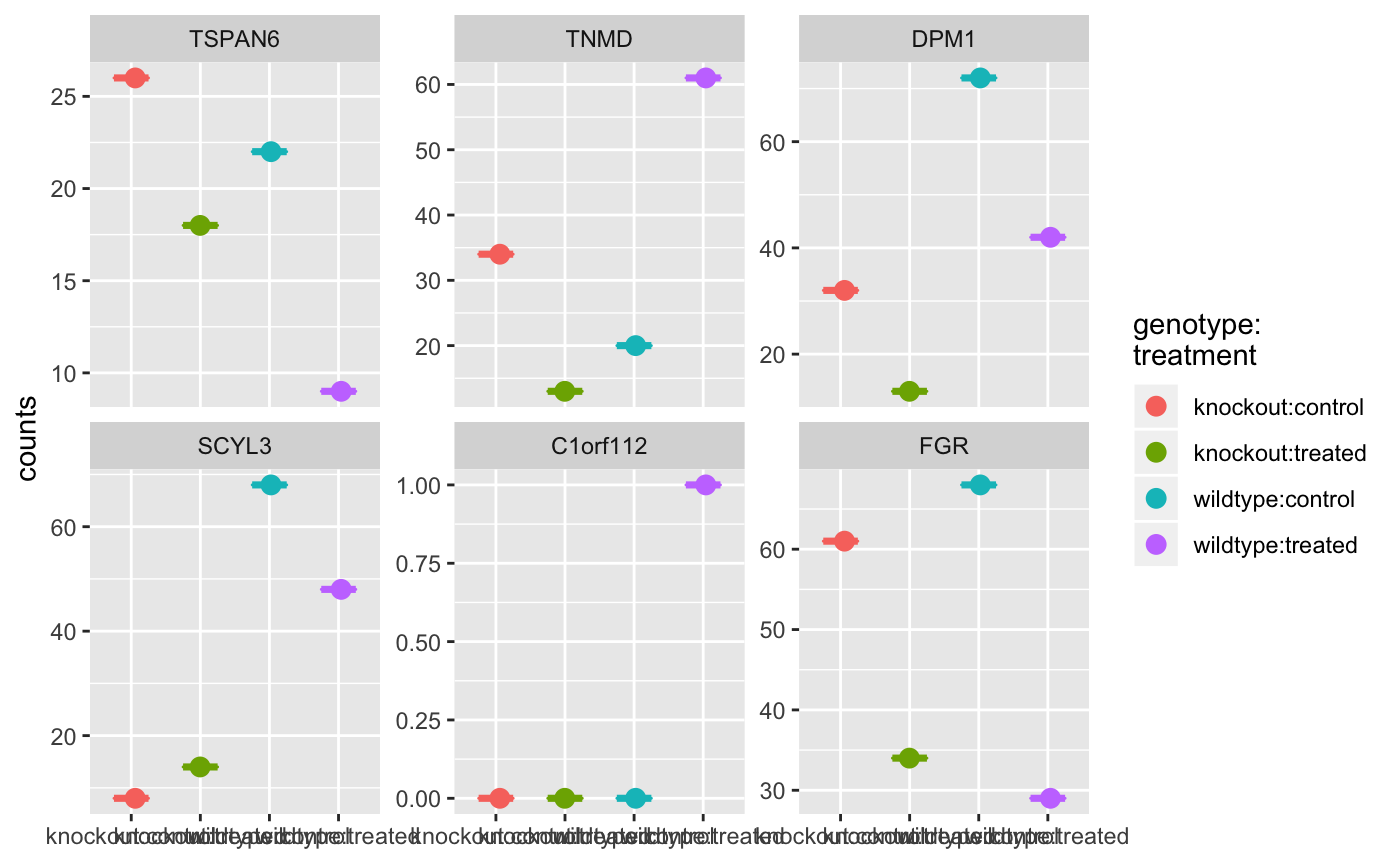 TSPAN6
TNMD
DPM1
25
20
15
10
60
50
40
30
20
60
40
20
counts
SCYL3
C1orf112
FGR
60
40
20
1.00
0.75
0.50
0.25
0.00
60
50
40
30
genotype:
treatment
knockout:control
knockout:treated
wildtype:control
wildtype:treated